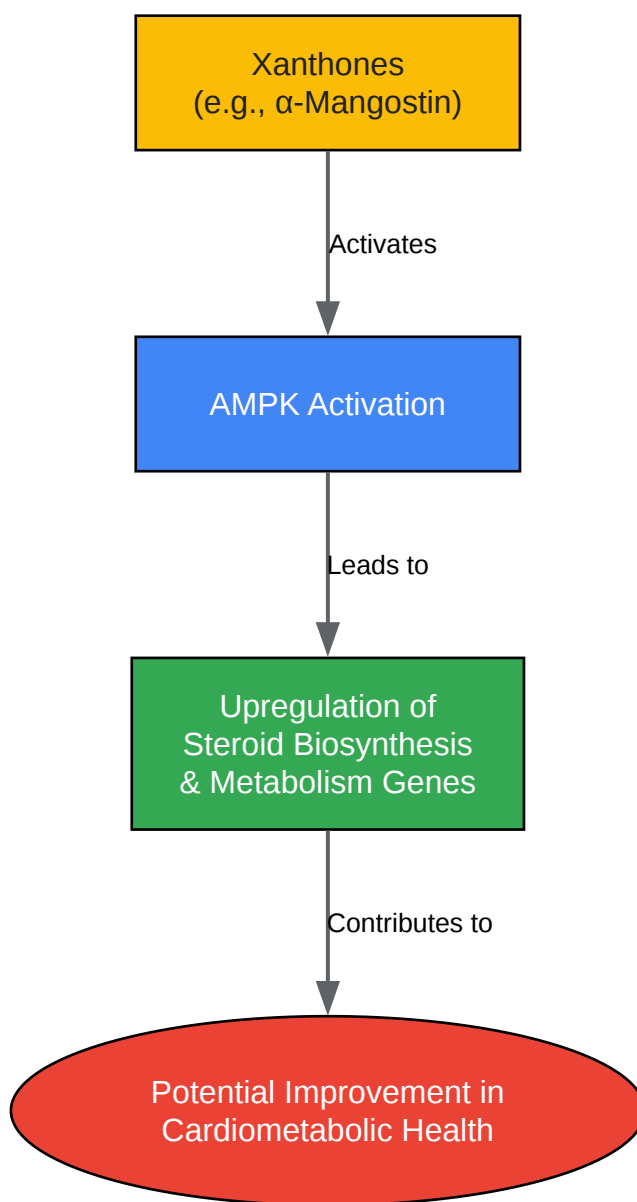 Xanthones
(e.g., α-Mangostin)
Activates
AMPK Activation
Leads to
Upregulation of
Steroid Biosynthesis
& Metabolism Genes
Contributes to
Potential Improvement in
Cardiometabolic Health